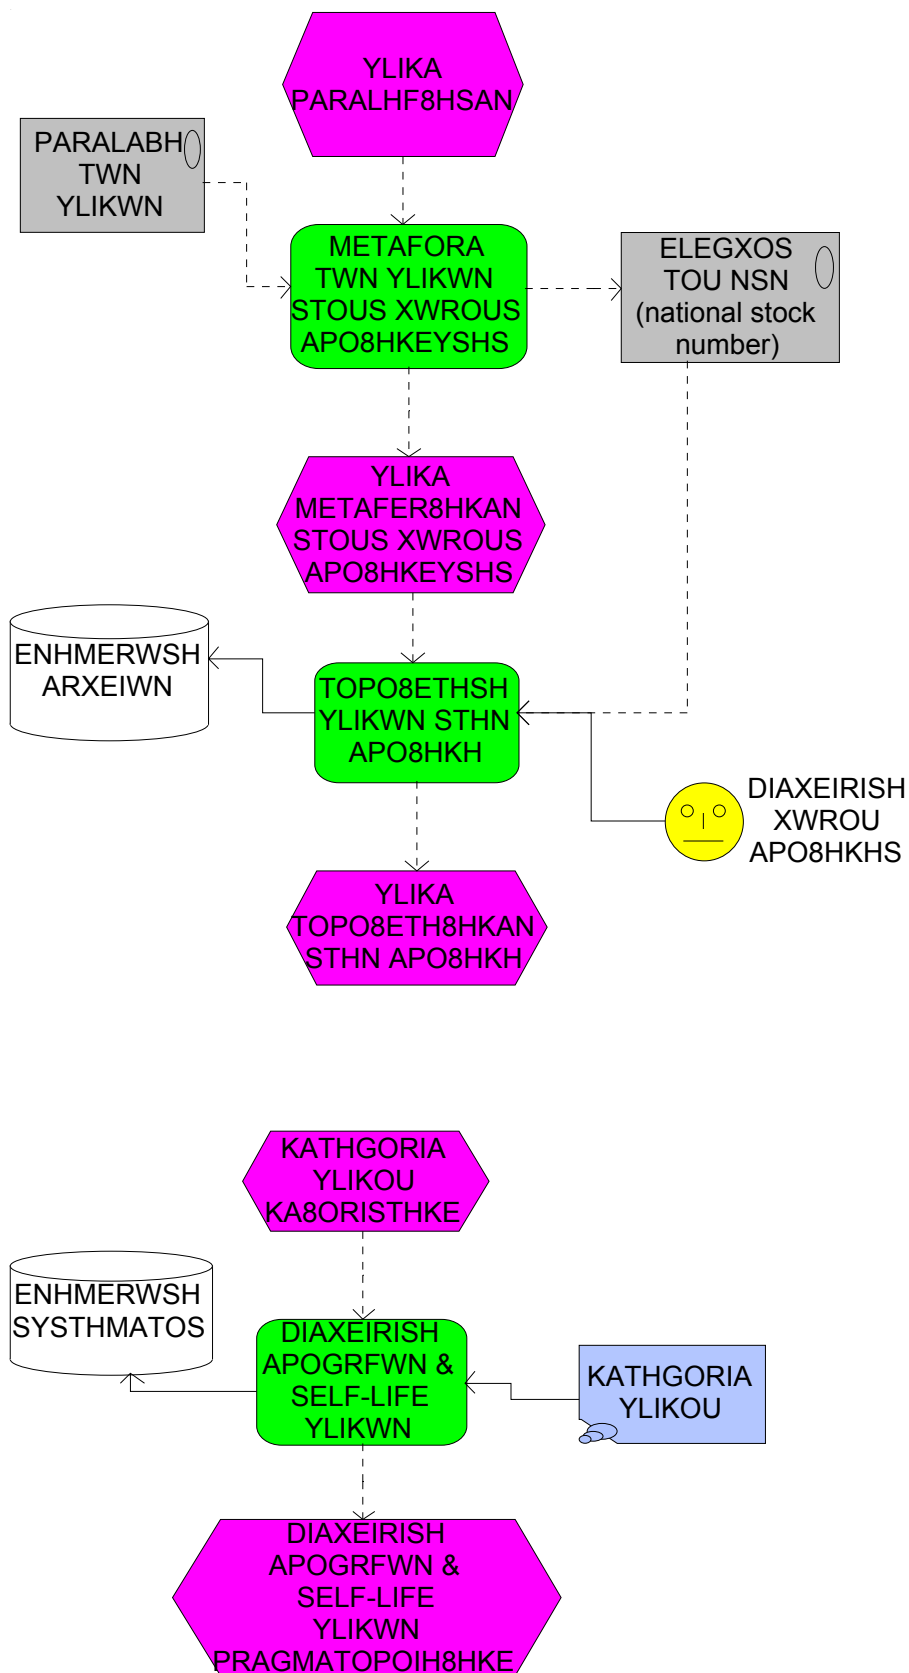 YLIKA
PARALHF8HSAN
PARALABH
TWN
YLIKWN
METAFORA
TWN YLIKWN
STOUS XWROUS
APO8HKEYSHS
ELEGXOS
TOU NSN
(national stock
number)
YLIKA
METAFER8HKAN
STOUS XWROUS
APO8HKEYSHS
ENHMERWSH
ARXEIWN
TOPO8ETHSH
YLIKWN STHN
APO8HKH
DIAXEIRISH
XWROU
APO8HKHS
YLIKA
TOPO8ETH8HKAN
STHN APO8HKH
KATHGORIA
YLIKOU
KA8ORISTHKE
ENHMERWSH
SYSTHMATOS
DIAXEIRISH
APOGRFWN &
SELF-LIFE
YLIKWN
KATHGORIA
YLIKOU
DIAXEIRISH
APOGRFWN &
SELF-LIFE
YLIKWN
PRAGMATOPOIH8HKE